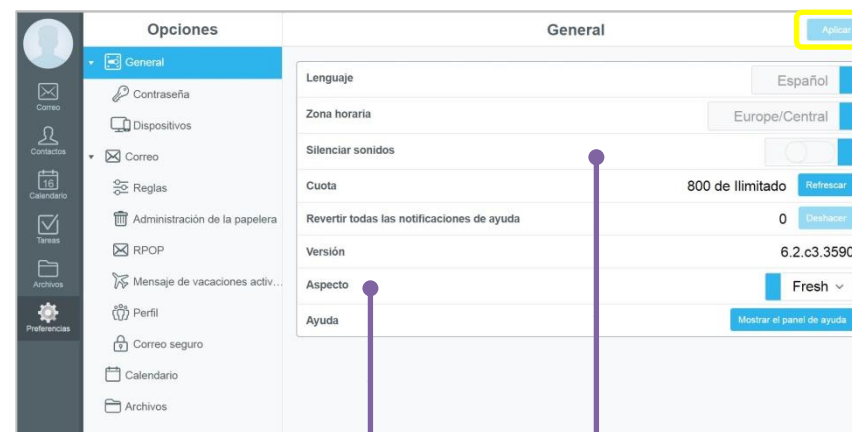 Opciones
General
Aplicar
General
Contraseña
Dispositivos
Correo
Reglas
Administración de la papelera
RPOP
Mensaje de vacaciones activ...
Perfil
Correo seguro
Calendario
Archivos
Correo
Contactos
16
Calendario
Tareas
Archivos
Preferencias
Lenguaje
Español
Zona horaria
Europe/Central
Silenciar sonidos
Cuota
800 de Ilimitado
Refrescar
Revertir todas las notificaciones de ayuda
0
Deshacer
Versión
6.2.c3.3590
Aspecto
Fresh
Ayuda
Mostrar el panel de ayuda